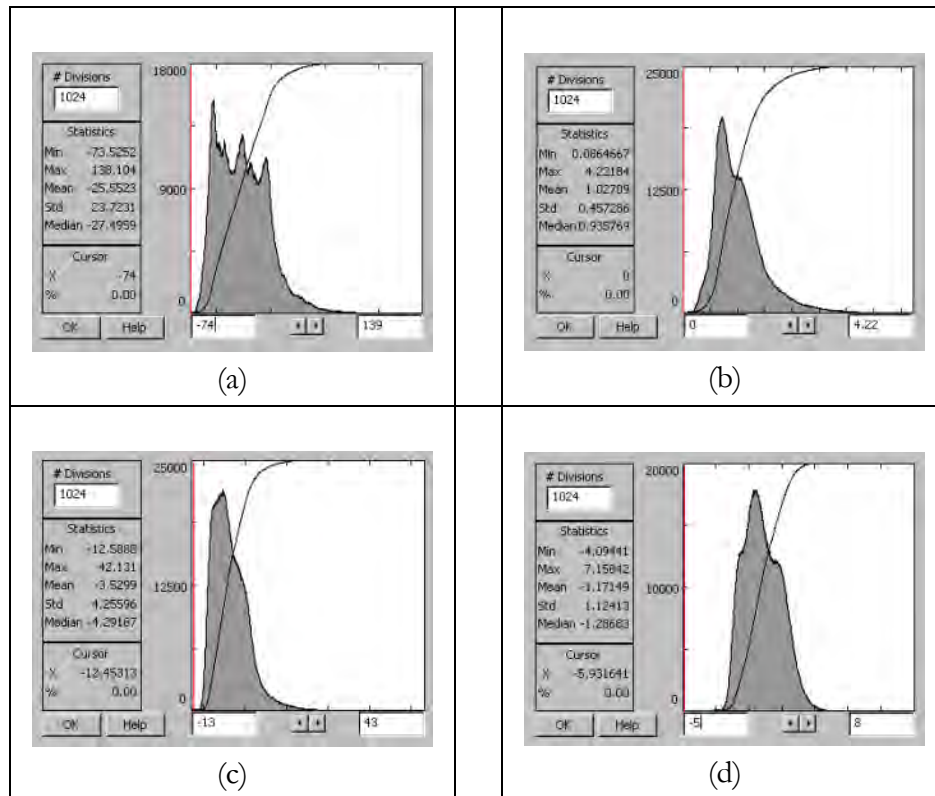 # Divisions
1024
Statistics
Min -73.5252
Max 138.104
Mean -25.5523
Std 23.7231
Median -27.4959
Cursor
X -74
% 0.00
OK Help
18000
9000
0
-74 139
(a)
# Divisions
1024
Statistics
Min 0.0864667
Max 4.22184
Mean 1.02709
Std 0.457286
Median 0.935769
Cursor
X 0
% 0.00
OK Help
25000
12500
0
0 4.22
(b)
# Divisions
1024
Statistics
Min -12.5888
Max 42.131
Mean -3.5299
Std 4.25596
Median -4.29187
Cursor
X -12.45313
% 0.00
OK Help
25000
12500
0
-13 43
(c)
# Divisions
1024
Statistics
Min -4.09441
Max 7.15842
Mean -1.17149
Std 1.12413
Median -1.28683
Cursor
X -5.931641
% 0.00
OK Help
20000
10000
0
-5 8
(d)